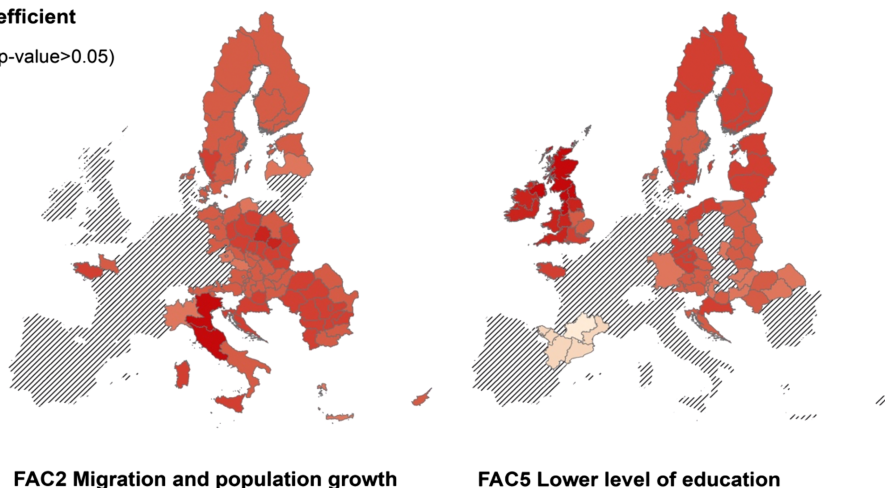 efficient
p-value>0.05)
FAC2 Migration and population growth
FAC5 Lower level of education